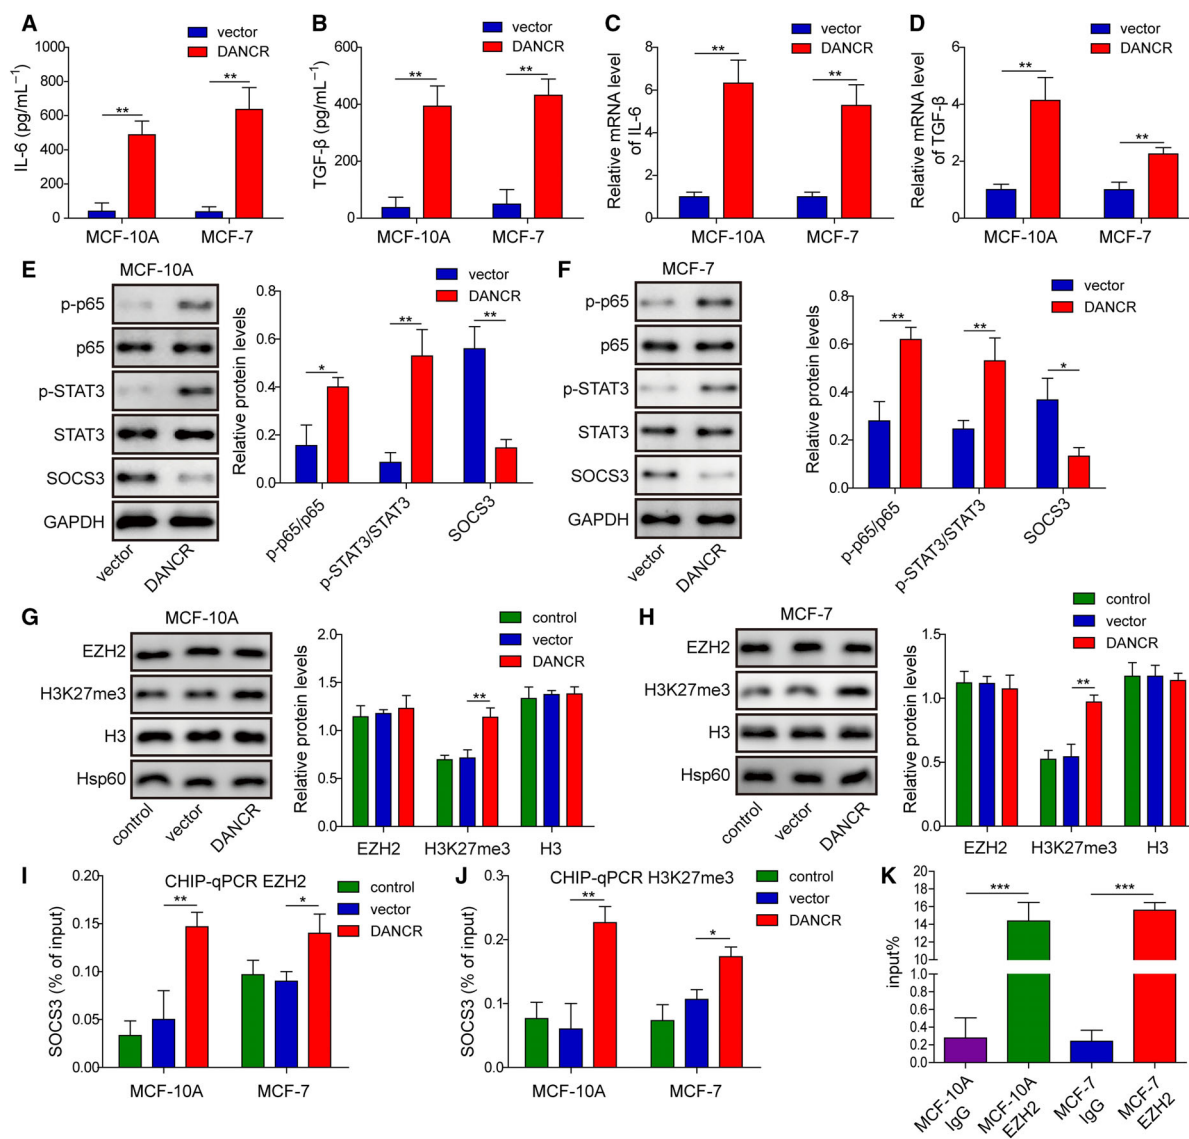 A
vector
DANCR
IL-6 (pg/mL⁻¹)
1000
800
600
400
200
0
**
**
MCF-10A
MCF-7
B
vector
DANCR
TGF-β (pg/mL⁻¹)
600
400
200
0
**
**
MCF-10A
MCF-7
C
vector
DANCR
Relative mRNA level
of IL-6
8
6
4
2
0
**
**
MCF-10A
MCF-7
D
vector
DANCR
Relative mRNA level
of TGF-β
6
4
2
0
**
**
MCF-10A
MCF-7
E
MCF-10A
p-p65
p65
p-STAT3
STAT3
SOCS3
GAPDH
vector
DANCR
vector
DANCR
Relative protein levels
0.8
0.6
0.4
0.2
0.0
*
**
**
p-p65/p65
p-STAT3/STAT3
SOCS3
F
MCF-7
p-p65
p65
p-STAT3
STAT3
SOCS3
GAPDH
vector
DANCR
vector
DANCR
Relative protein levels
0.8
0.6
0.4
0.2
0.0
**
**
*
p-p65/p65
p-STAT3/STAT3
SOCS3
G
MCF-10A
EZH2
H3K27me3
H3
Hsp60
control
vector
DANCR
control
vector
DANCR
Relative protein levels
2.0
1.5
1.0
0.5
0.0
**
EZH2
H3K27me3
H3
H
MCF-7
EZH2
H3K27me3
H3
Hsp60
control
vector
DANCR
control
vector
DANCR
Relative protein levels
1.5
1.0
0.5
0.0
**
EZH2
H3K27me3
H3
I
CHIP-qPCR EZH2
control
vector
DANCR
SOCS3 (% of input)
0.20
0.15
0.10
0.05
0.00
**
*
MCF-10A
MCF-7
J
CHIP-qPCR H3K27me3
control
vector
DANCR
SOCS3 (% of input)
0.3
0.2
0.1
0.0
**
*
MCF-10A
MCF-7
K
input%
20
18
16
14
12
10
1.0
0.8
0.6
0.4
0.2
0.0
***
***
MCF-10A
IgG
MCF-10A
EZH2
MCF-7
IgG
MCF-7
EZH2